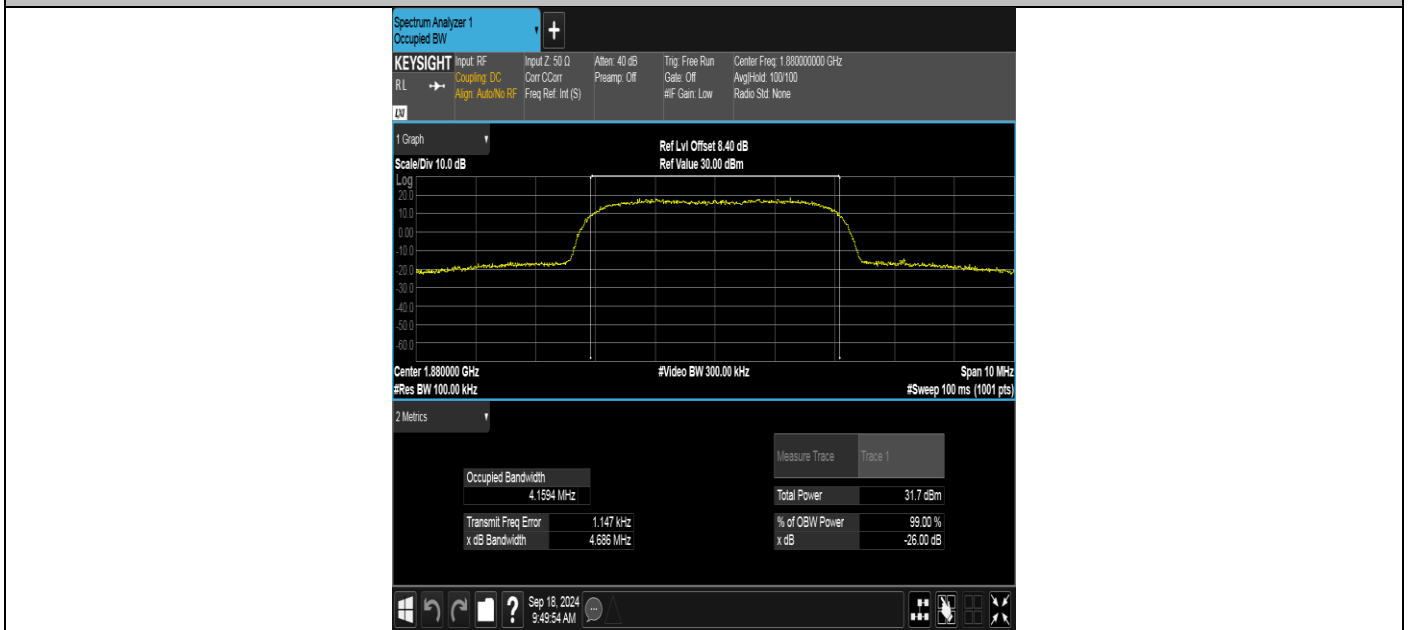 Spectrum Analyzer 1
Occupied BW
+
KEYSIGHT
RL
LXI
Input: RF
Coupling: DC
Align: Auto/No RF
Input Z: 50 Ω
Corr CCorr
Freq Ref: Int (S)
Atten: 40 dB
Preamp: Off
Trig: Free Run
Gate: Off
#IF Gain: Low
Center Freq: 1.880000000 GHz
Avg|Hold: 100/100
Radio Std: None
1 Graph
Scale/Div 10.0 dB
Ref Lvl Offset 8.40 dB
Ref Value 30.00 dBm
Log
20.0
10.0
0.00
-10.0
-20.0
-30.0
-40.0
-50.0
-60.0
Center 1.880000 GHz
#Video BW 300.00 kHz
Span 10 MHz
#Res BW 100.00 kHz
#Sweep 100 ms (1001 pts)
2 Metrics
Measure Trace Trace 1
Occupied Bandwidth
4.1594 MHz
Total Power 31.7 dBm
Transmit Freq Error 1.147 kHz
% of OBW Power 99.00 %
x dB Bandwidth 4.686 MHz
x dB -26.00 dB
?
Sep 18, 2024
9:49:54 AM